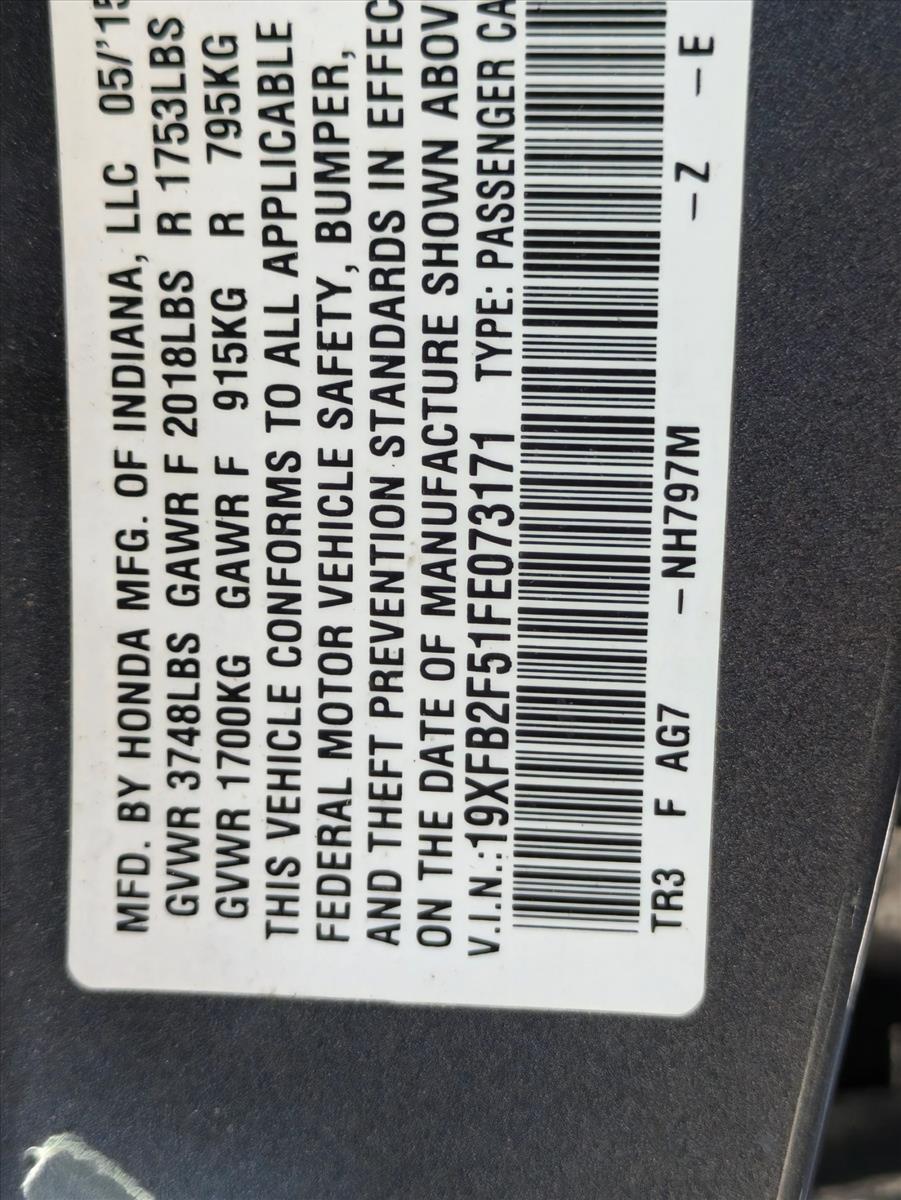 MFD. BY HONDA MFG. OF INDIANA, LLC 05/'15
GVWR 3748LBS GAWR F 2018LBS R 1753LBS
GVWR 1700KG GAWR F 915KG R 795KG
THIS VEHICLE CONFORMS TO ALL APPLICABLE
FEDERAL MOTOR VEHICLE SAFETY, BUMPER,
AND THEFT PREVENTION STANDARDS IN EFFEC
ON THE DATE OF MANUFACTURE SHOWN ABOV
V.I.N.:19XFB2F51FE073171 TYPE: PASSENGER CA
TR3 F AG7 -NH797M -Z -E